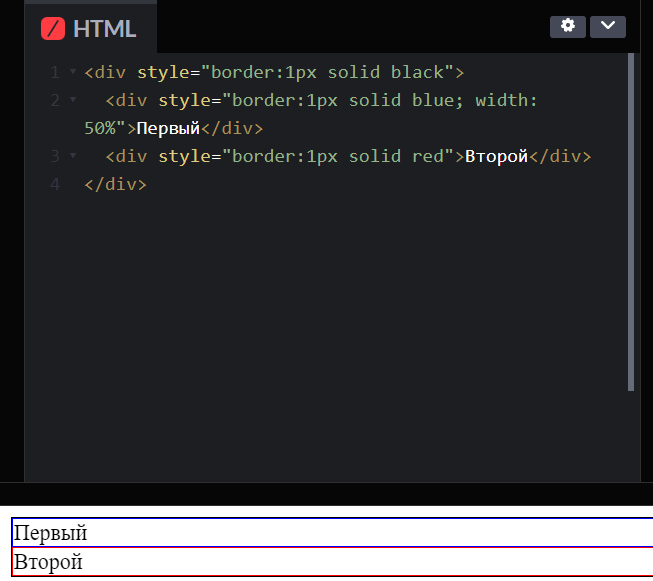 HTML
1 <div style="border:1px solid black">
2 <div style="border:1px solid blue; width:
50%">Первый</div>
3 <div style="border:1px solid red">Второй</div>
4 </div>
Первый
Второй